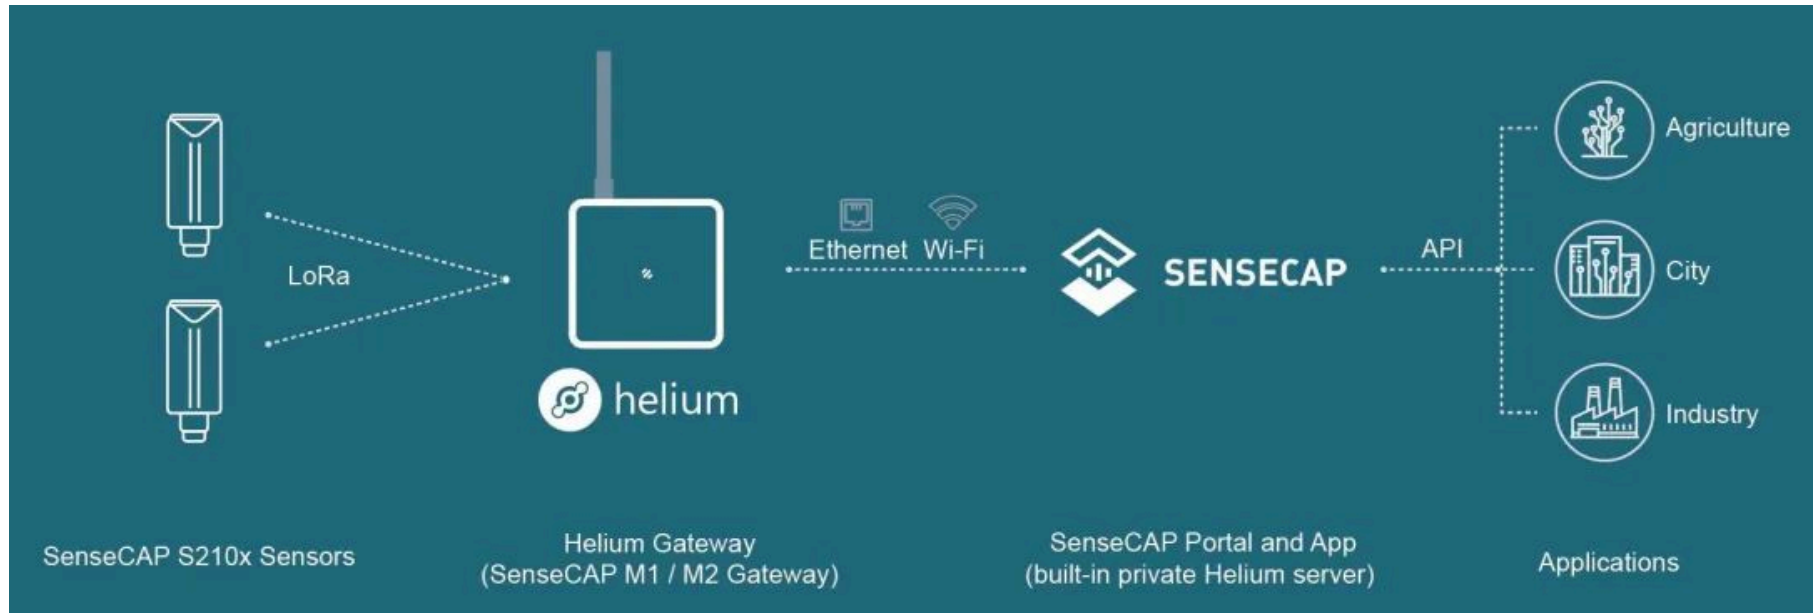 LoRa
helium
Ethernet Wi-Fi
SENSECAP
API
Agriculture
City
Industry
SenseCAP S210x Sensors
Helium Gateway
(SenseCAP M1 / M2 Gateway)
SenseCAP Portal and App
(built-in private Helium server)
Applications